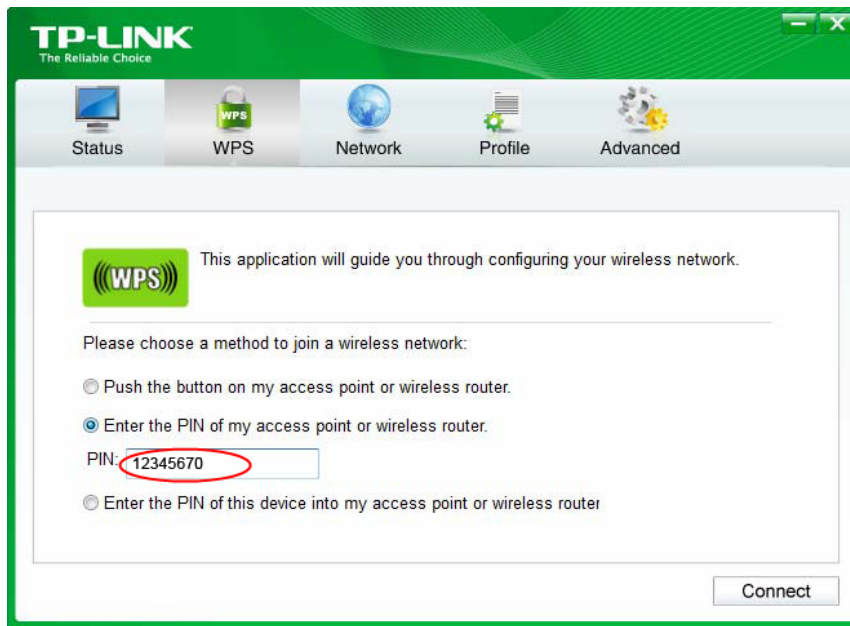 TP-LINK
The Reliable Choice
Status WPS Network Profile Advanced
WPS
(((WPS))) This application will guide you through configuring your wireless network.
Please choose a method to join a wireless network:
Push the button on my access point or wireless router.
Enter the PIN of my access point or wireless router.
PIN: 12345670
Enter the PIN of this device into my access point or wireless router
Connect